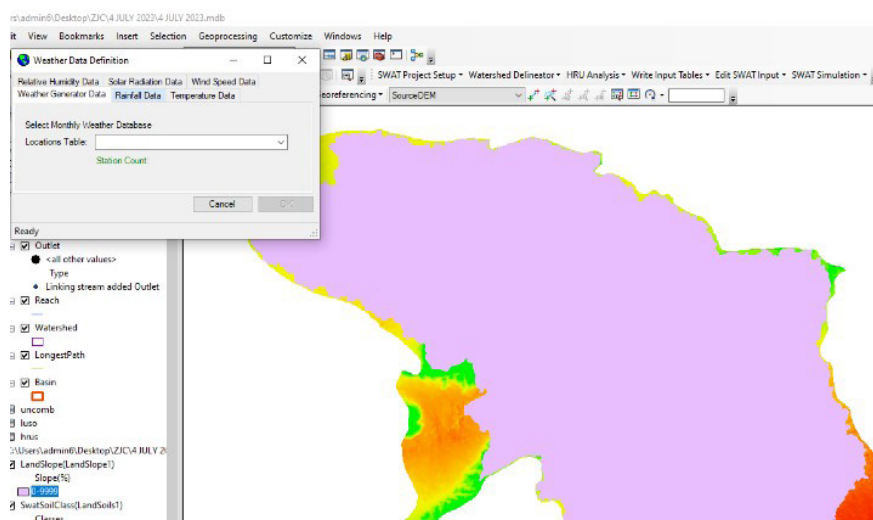 rs\admin6\Desktop\ZJC\4 JULY 2023\4 JULY 2023.mdb
it View Bookmarks Insert Selection Geoprocessing Customize Windows Help
Weather Data Definition
Relative Humidity Data Solar Radiation Data Wind Speed Data
Weather Generator Data Rainfall Data Temperature Data
SWAT Project Setup Watershed Delineator HRU Analysis Write Input Tables Edit SWAT Input SWAT Simulation
eoreferencing SourceDEM
Select Monthly Weather Database
Locations Table:
Station Count
Cancel OK
Ready
Outlet
<all other values>
Type
Linking stream added Outlet
Reach
Watershed
LongestPath
Basin
uncomb
luso
hrus
:\Users\admin6\Desktop\ZJC\4 JULY 20
LandSlope(LandSlope1)
Slope(%)
0-9999
SwatSoilClass(LandSoils1)
Classes